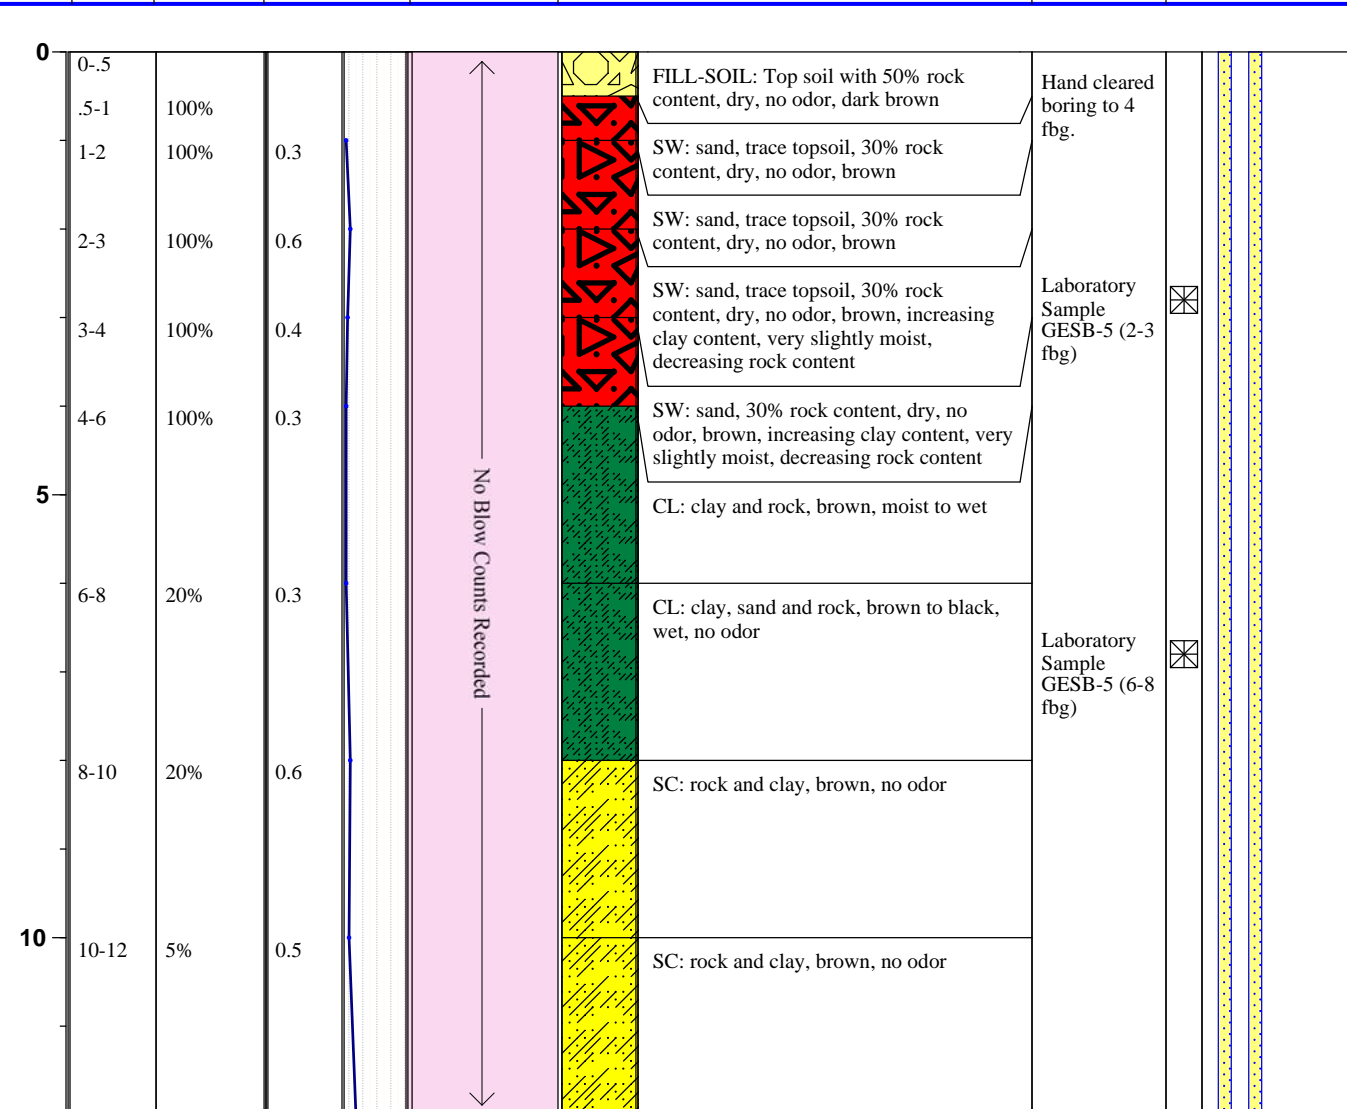 0
0-.5
FILL-SOIL: Top soil with 50% rock
content, dry, no odor, dark brown
Hand cleared
boring to 4
fbg.
.5-1
100%
1-2
100%
0.3
SW: sand, trace topsoil, 30% rock
content, dry, no odor, brown
2-3
100%
0.6
SW: sand, trace topsoil, 30% rock
content, dry, no odor, brown
3-4
100%
0.4
SW: sand, trace topsoil, 30% rock
content, dry, no odor, brown, increasing
clay content, very slightly moist,
decreasing rock content
Laboratory
Sample
GESB-5 (2-3
fbg)
4-6
100%
0.3
SW: sand, 30% rock content, dry, no
odor, brown, increasing clay content, very
slightly moist, decreasing rock content
5
CL: clay and rock, brown, moist to wet
No Blow Counts Recorded
6-8
20%
0.3
CL: clay, sand and rock, brown to black,
wet, no odor
Laboratory
Sample
GESB-5 (6-8
fbg)
8-10
20%
0.6
SC: rock and clay, brown, no odor
10
10-12
5%
0.5
SC: rock and clay, brown, no odor